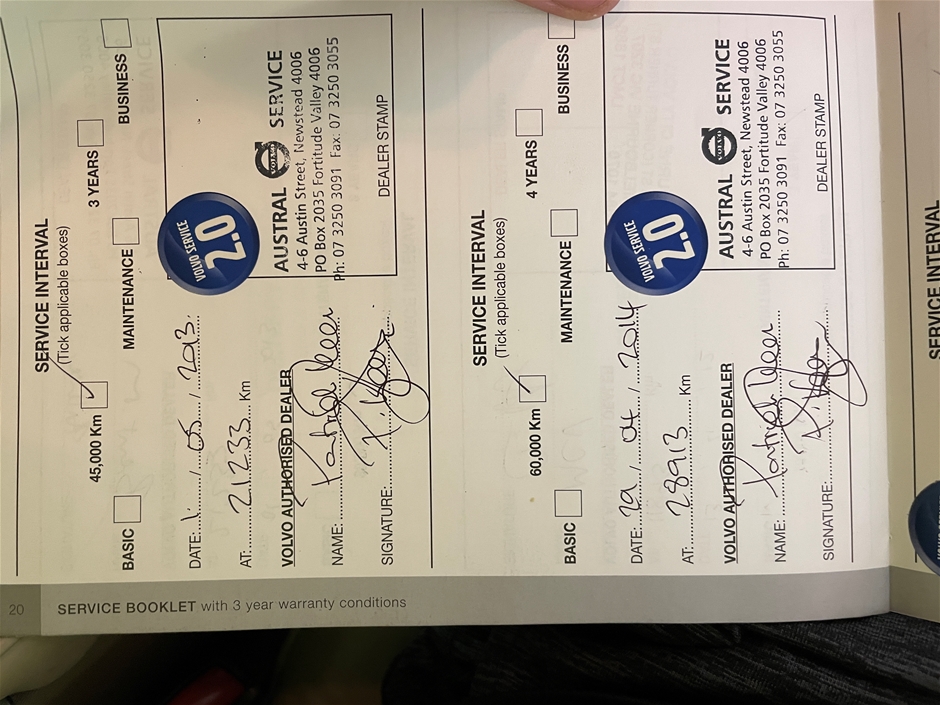 SERVICE INTERVAL
(Tick applicable boxes)
45,000 Km 3 YEARS
BASIC MAINTENANCE BUSINESS
DATE: 1. / 05 / 2013
AT: 21233 Km
VOLVO AUTHORISED DEALER
NAME:
SIGNATURE:
VOLVO SERVICE
2.0
AUSTRAL VOLVO SERVICE
4-6 Austin Street, Newstead 4006
PO Box 2035 Fortitude Valley 4006
Ph: 07 3250 3091 Fax: 07 3250 3055
DEALER STAMP
SERVICE INTERVAL
(Tick applicable boxes)
60,000 Km 4 YEARS
BASIC MAINTENANCE BUSINESS
DATE: 29 / 04 / 2014
AT: 28913 Km
VOLVO AUTHORISED DEALER
NAME:
SIGNATURE:
VOLVO SERVICE
2.0
AUSTRAL VOLVO SERVICE
4-6 Austin Street, Newstead 4006
PO Box 2035 Fortitude Valley 4006
Ph: 07 3250 3091 Fax: 07 3250 3055
DEALER STAMP
20 SERVICE BOOKLET with 3 year warranty conditions
SERVICE INTERVAL